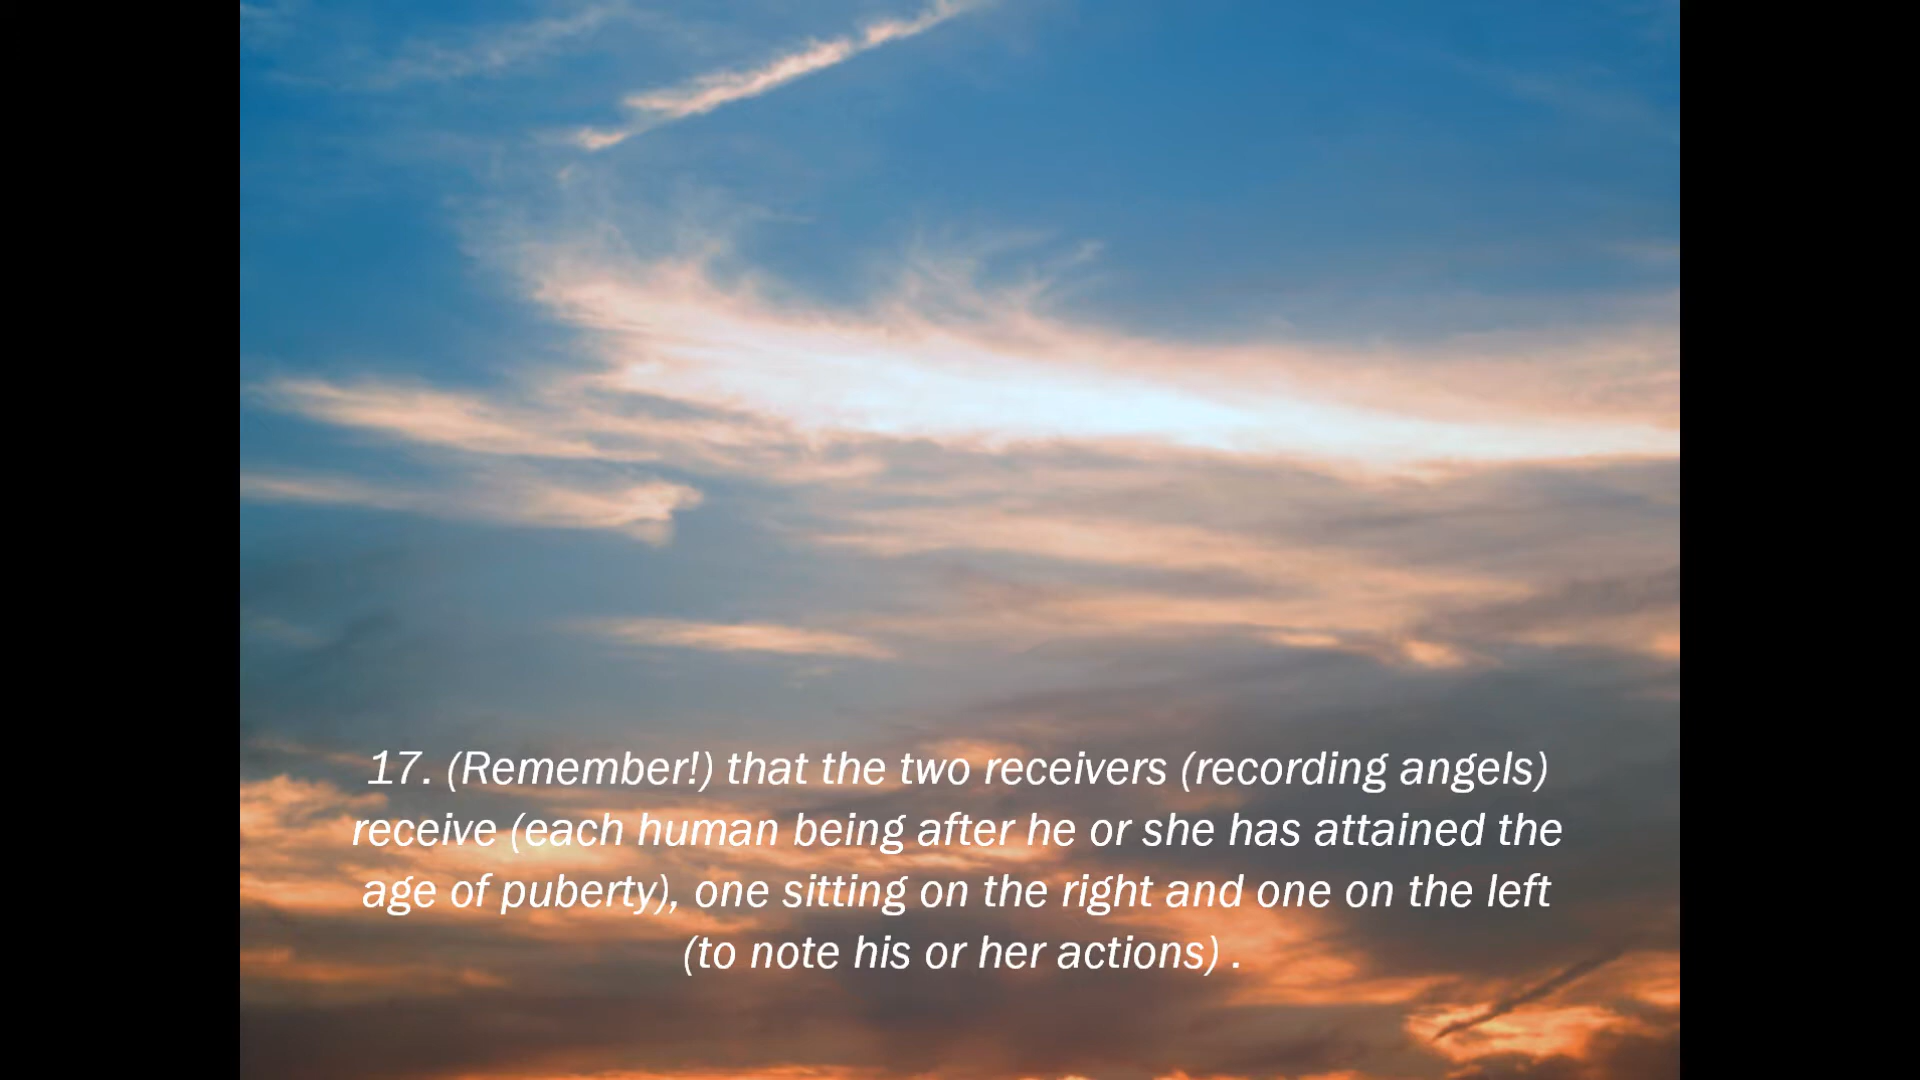 17. (Remember!) that the two receivers (recording angels)
receive (each human being after he or she has attained the
age of puberty), one sitting on the right and one on the left
(to note his or her actions) .